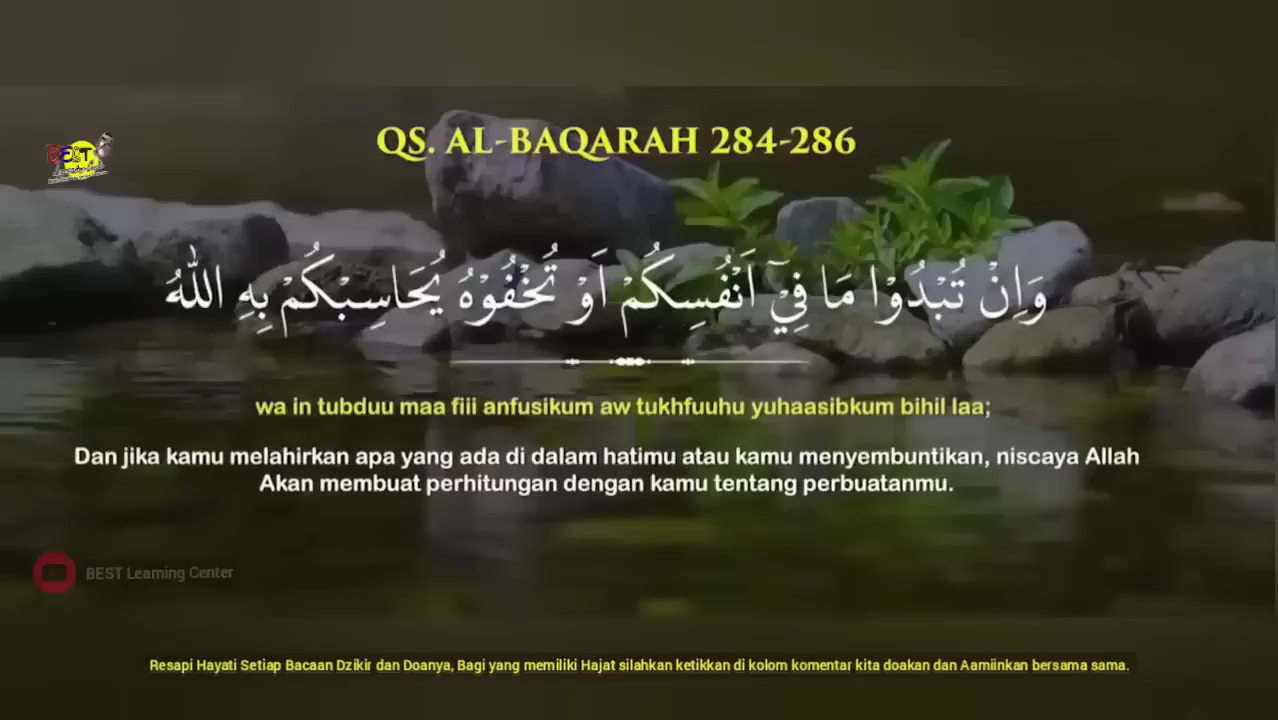 QS. AL-BAQARAH 284-286
BEST
وَاِنْ تُبْدُوْا مَا فِيْٓ اَنْفُسِكُمْ اَوْ تُخْفُوْهُ يُحَاسِبْكُمْ بِهِ اللّٰهُ
wa in tubduu maa fiii anfusikum aw tukhfuuhu yuhaasibkum bihil laa;
Dan jika kamu melahirkan apa yang ada di dalam hatimu atau kamu menyembuntikan, niscaya Allah
Akan membuat perhitungan dengan kamu tentang perbuatanmu.
BEST Learning Center
Resapi Hayati Setiap Bacaan Dzikir dan Doanya, Bagi yang memiliki Hajat silahkan ketikkan di kolom komentar kita doakan dan Aamiinkan bersama sama.